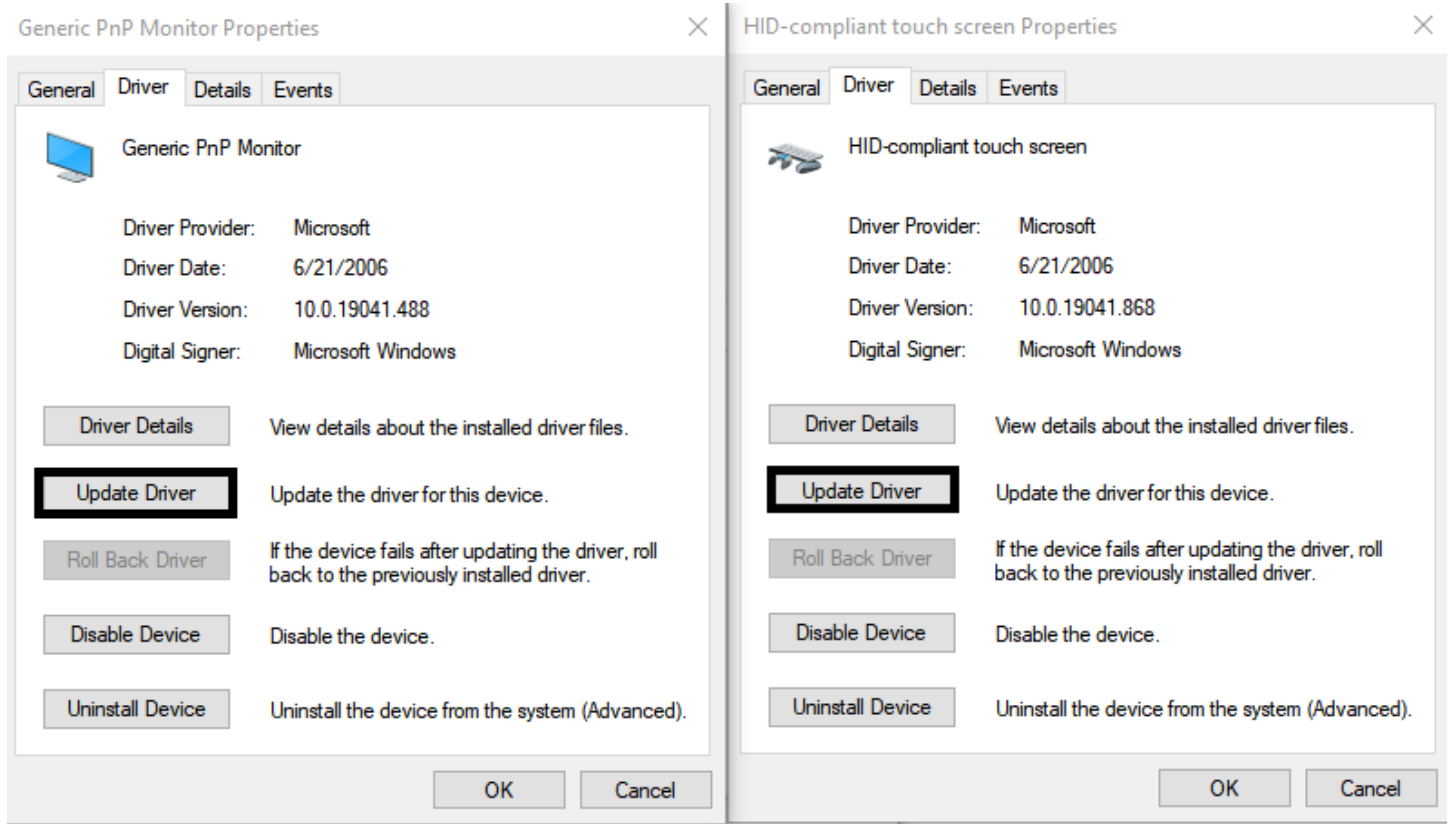 Generic PnP Monitor Properties
General Driver Details Events
Generic PnP Monitor
Driver Provider: Microsoft
Driver Date: 6/21/2006
Driver Version: 10.0.19041.488
Digital Signer: Microsoft Windows
Driver Details View details about the installed driver files.
Update Driver Update the driver for this device.
Roll Back Driver If the device fails after updating the driver, roll
back to the previously installed driver.
Disable Device Disable the device.
Uninstall Device Uninstall the device from the system (Advanced).
OK Cancel
HID-compliant touch screen Properties
General Driver Details Events
HID-compliant touch screen
Driver Provider: Microsoft
Driver Date: 6/21/2006
Driver Version: 10.0.19041.868
Digital Signer: Microsoft Windows
Driver Details View details about the installed driver files.
Update Driver Update the driver for this device.
Roll Back Driver If the device fails after updating the driver, roll
back to the previously installed driver.
Disable Device Disable the device.
Uninstall Device Uninstall the device from the system (Advanced).
OK Cancel